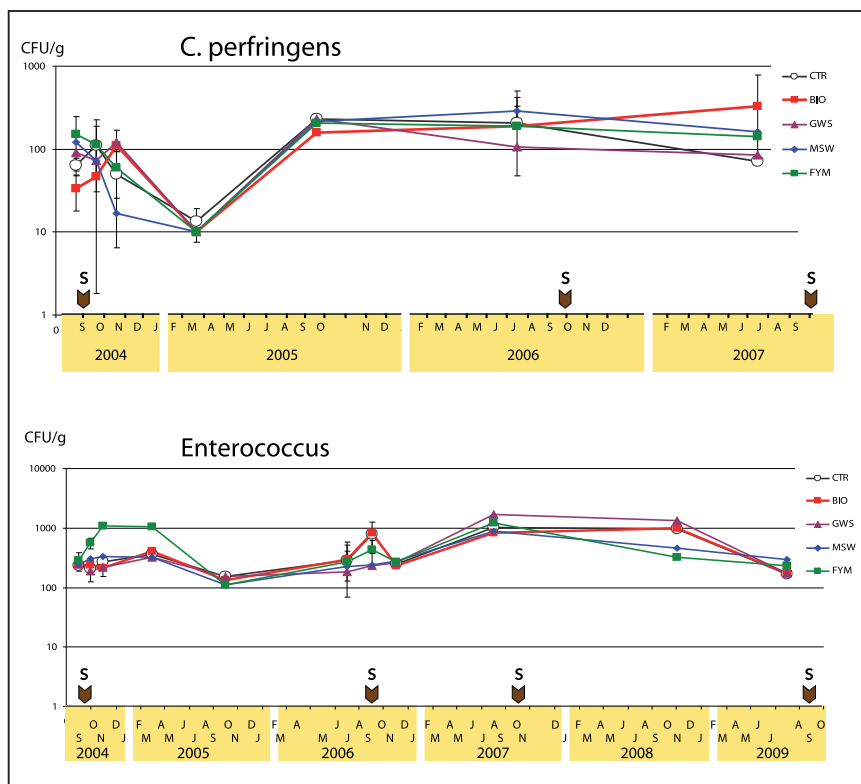 C. perfringens
CFU/g
1000
100
10
1
0
CTR
BIO
GWS
MSW
FYM
S S S
S O N D J F M A M J J A S O N D J F M A M J J A S O N D F M A M J J A S
2004 2005 2006 2007
Enterococcus
CFU/g
10000
1000
100
10
1
CTR
BIO
GWS
MSW
FYM
S S S S
O D F A J A O D F A J A O D F A J A O D F A J A O D F A J A O
S N J M M J S N J M M J S N J M M J S N J M M J S N J M M J S
2004 2005 2006 2007 2008 2009